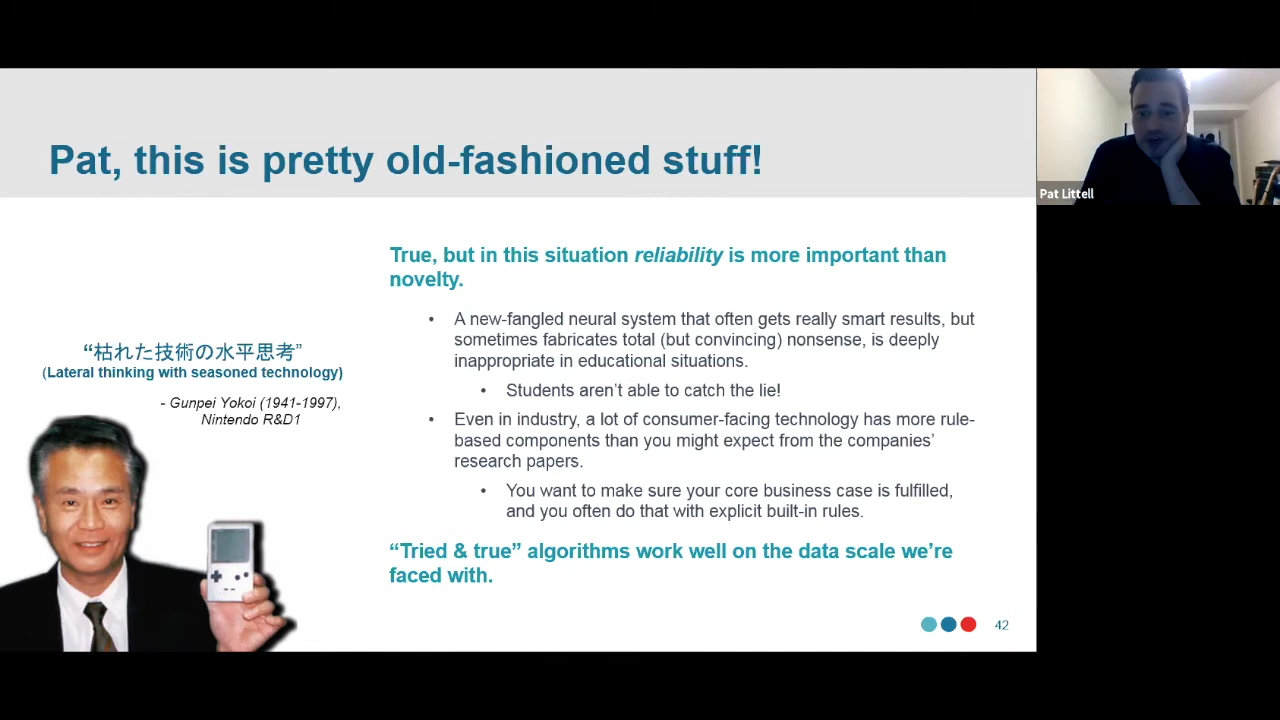 Pat, this is pretty old-fashioned stuff!
Pat Littell
“枯れた技術の水平思考”
(Lateral thinking with seasoned technology)
- Gunpei Yokoi (1941-1997),
Nintendo R&D1
True, but in this situation reliability is more important than
novelty.
• A new-fangled neural system that often gets really smart results, but
sometimes fabricates total (but convincing) nonsense, is deeply
inappropriate in educational situations.
• Students aren’t able to catch the lie!
• Even in industry, a lot of consumer-facing technology has more rule-
based components than you might expect from the companies’
research papers.
• You want to make sure your core business case is fulfilled,
and you often do that with explicit built-in rules.
“Tried & true” algorithms work well on the data scale we’re
faced with.
42